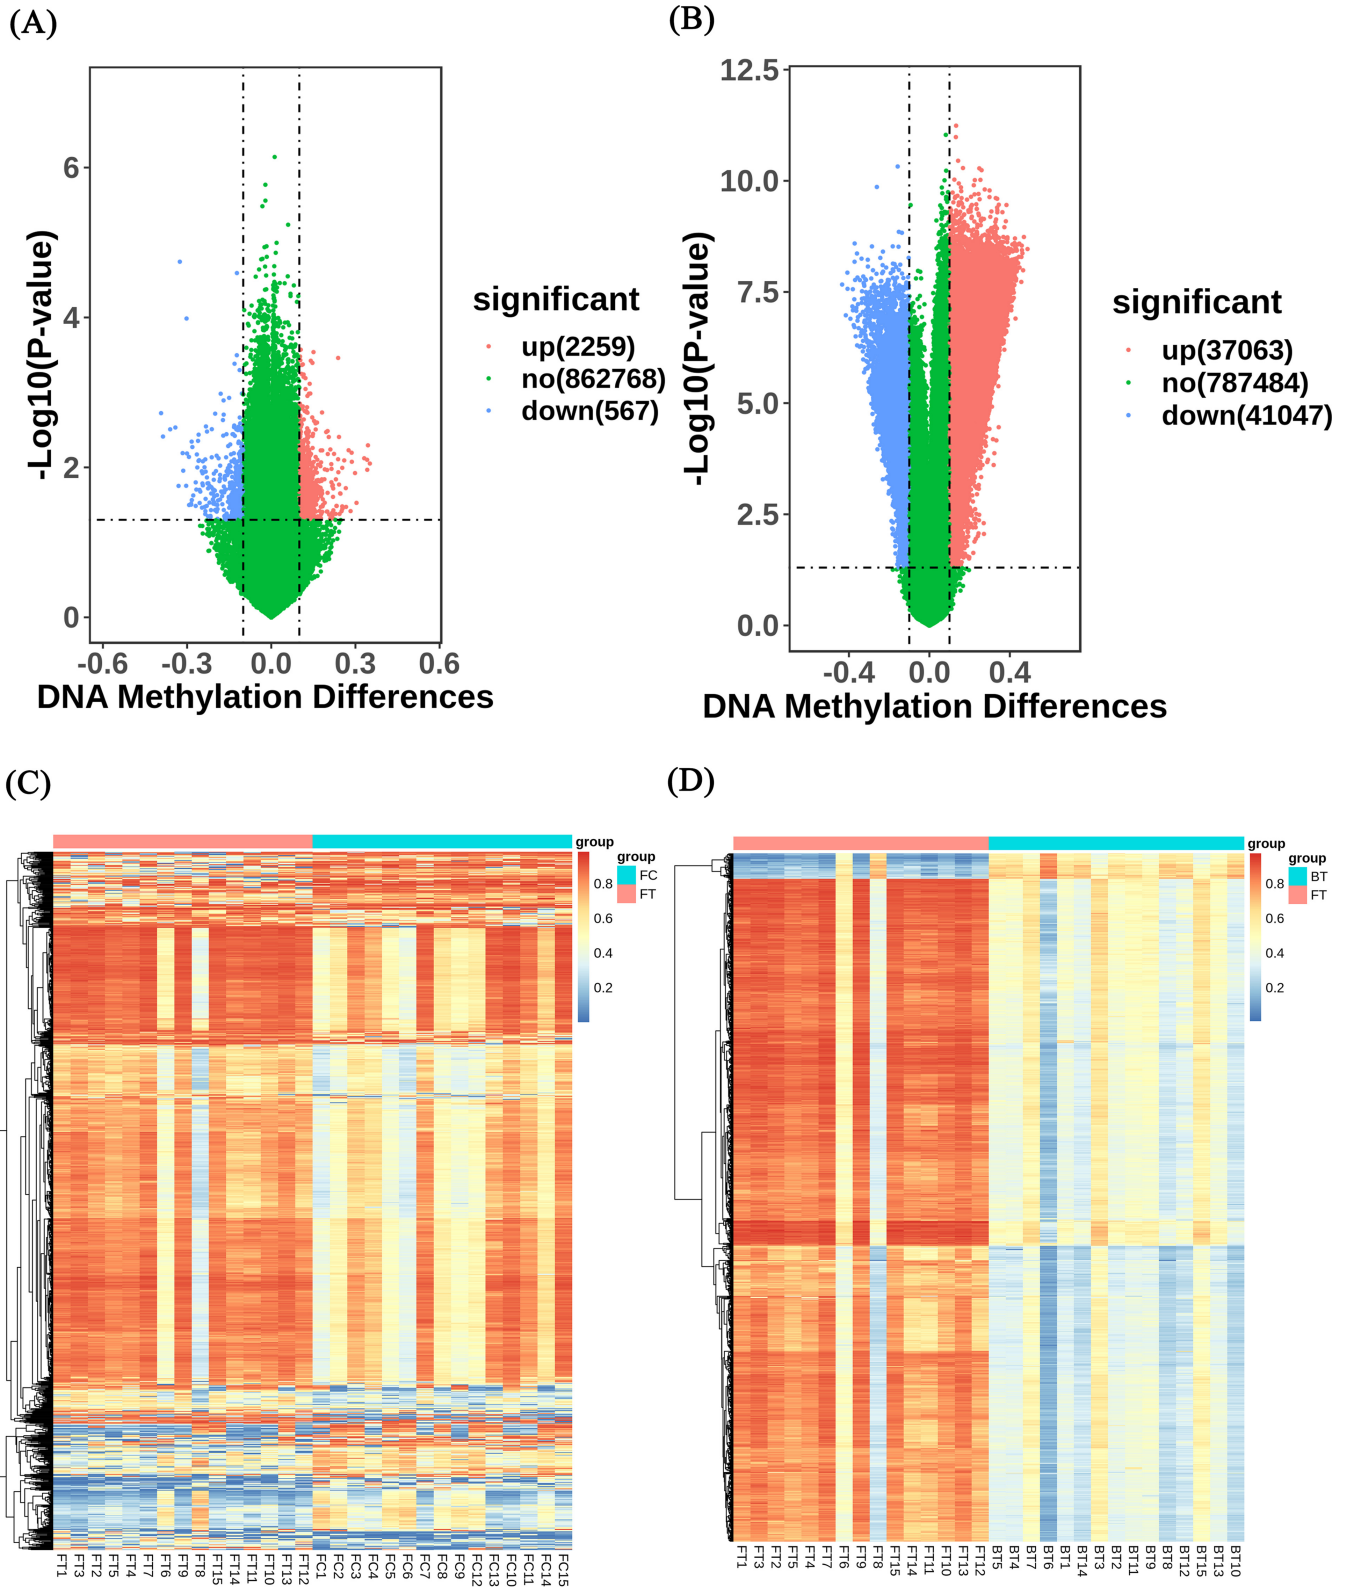 (A)
6
4
2
0
-Log10(P-value)
-0.6 -0.3 0.0 0.3 0.6
DNA Methylation Differences
significant
up(2259)
no(862768)
down(567)
(B)
12.5
10.0
7.5
5.0
2.5
0.0
-Log10(P-value)
-0.4 0.0 0.4
DNA Methylation Differences
significant
up(37063)
no(787484)
down(41047)
(C)
group
0.8
0.6
0.4
0.2
group
FC
FT
FT1 FT3 FT2 FT5 FT4 FT7 FT6 FT9 FT8 FT15 FT14 FT11 FT10 FT13 FT12 FC1 FC2 FC3 FC4 FC5 FC6 FC7 FC8 FC9 FC12 FC13 FC10 FC11 FC14 FC15
(D)
group
0.8
0.6
0.4
0.2
group
BT
FT
FT1 FT3 FT2 FT5 FT4 FT7 FT6 FT9 FT8 FT15 FT14 FT11 FT10 FT13 FT12 BT5 BT4 BT7 BT6 BT1 BT14 BT3 BT2 BT11 BT9 BT8 BT12 BT15 BT13 BT10